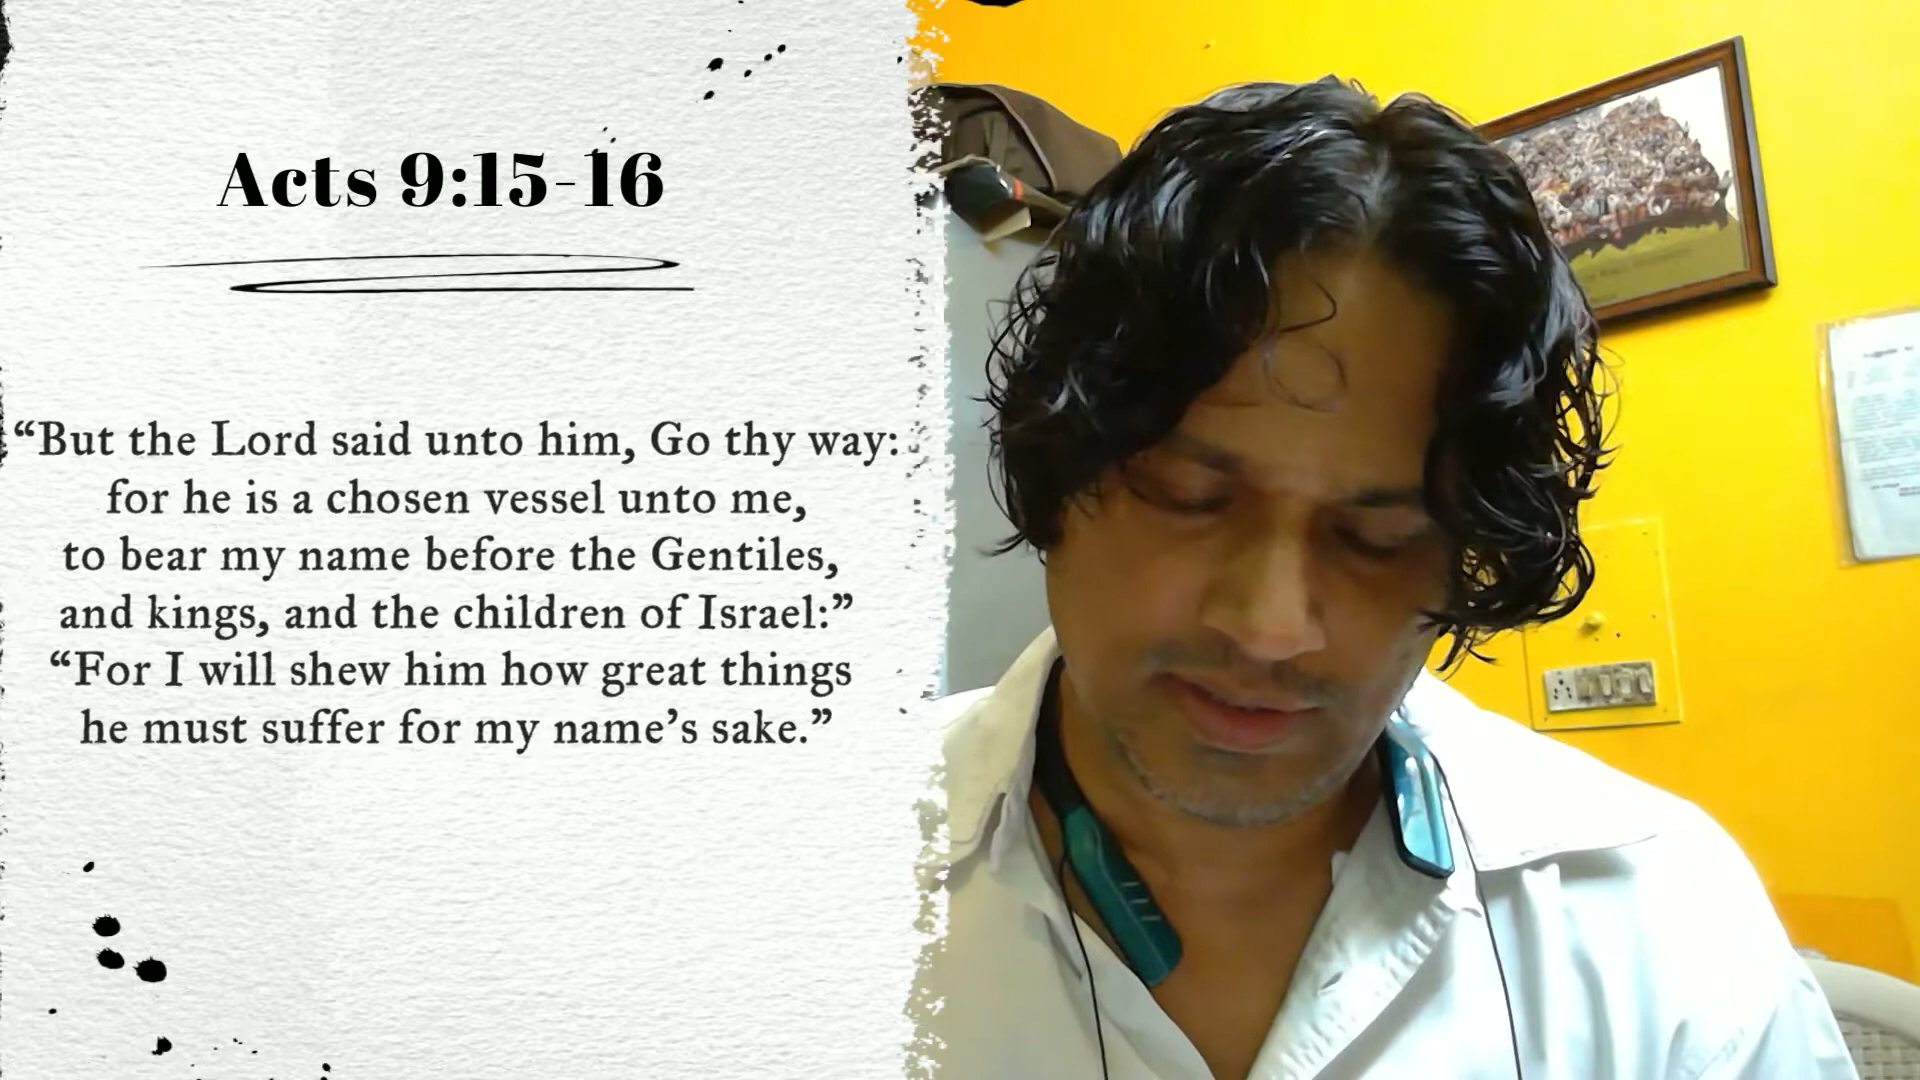 Acts 9:15-16
“But the Lord said unto him, Go thy way:
for he is a chosen vessel unto me,
to bear my name before the Gentiles,
and kings, and the children of Israel:”
“For I will shew him how great things
he must suffer for my name’s sake.”